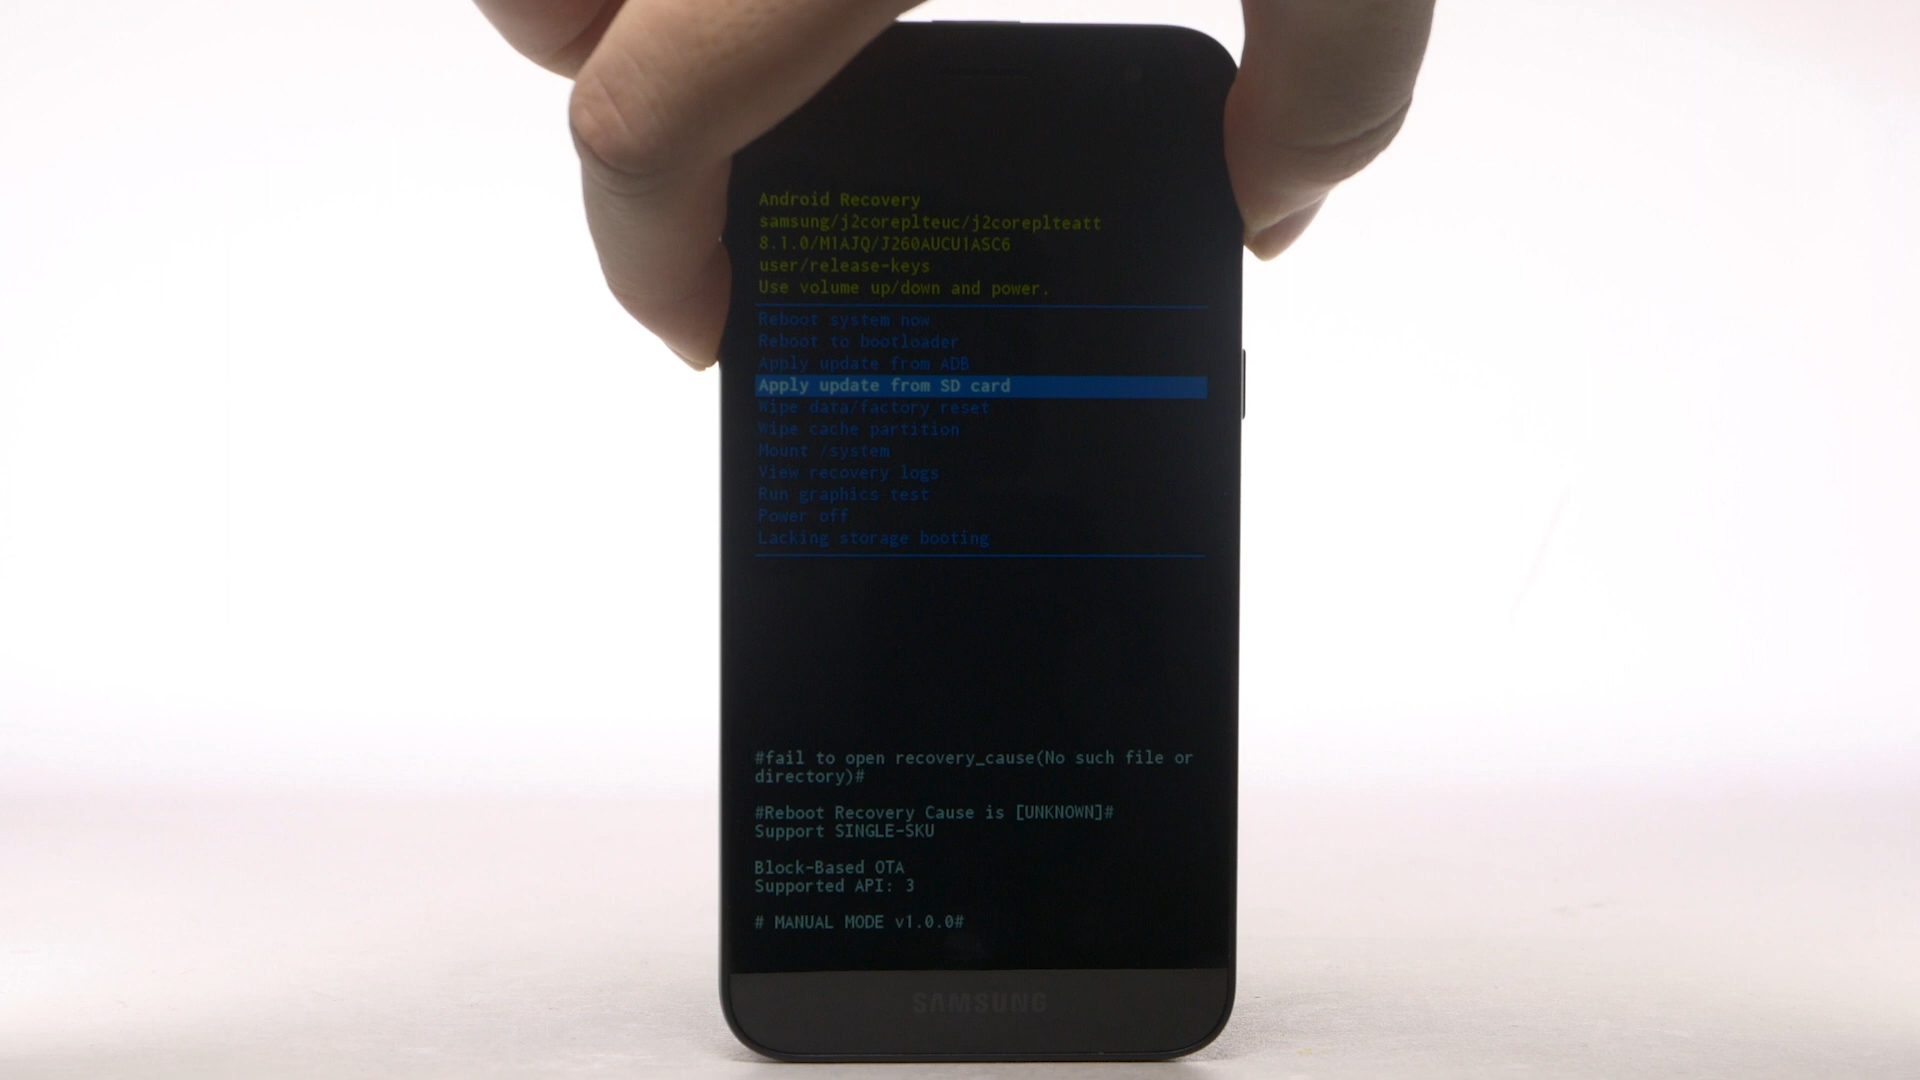 Android Recovery
samsung/j2coreplteuc/j2coreplteatt
8.1.0/M1AJQ/J260AUCU1ASC6
user/release-keys
Use volume up/down and power.
Reboot system now
Reboot to bootloader
Apply update from ADB
Apply update from SD card
Wipe data/factory reset
Wipe cache partition
Mount /system
View recovery logs
Run graphics test
Power off
Lacking storage booting
#fail to open recovery_cause(No such file or
directory)#
#Reboot Recovery Cause is [UNKNOWN]#
Support SINGLE-SKU
Block-Based OTA
Supported API: 3
# MANUAL MODE v1.0.0#
SAMSUNG